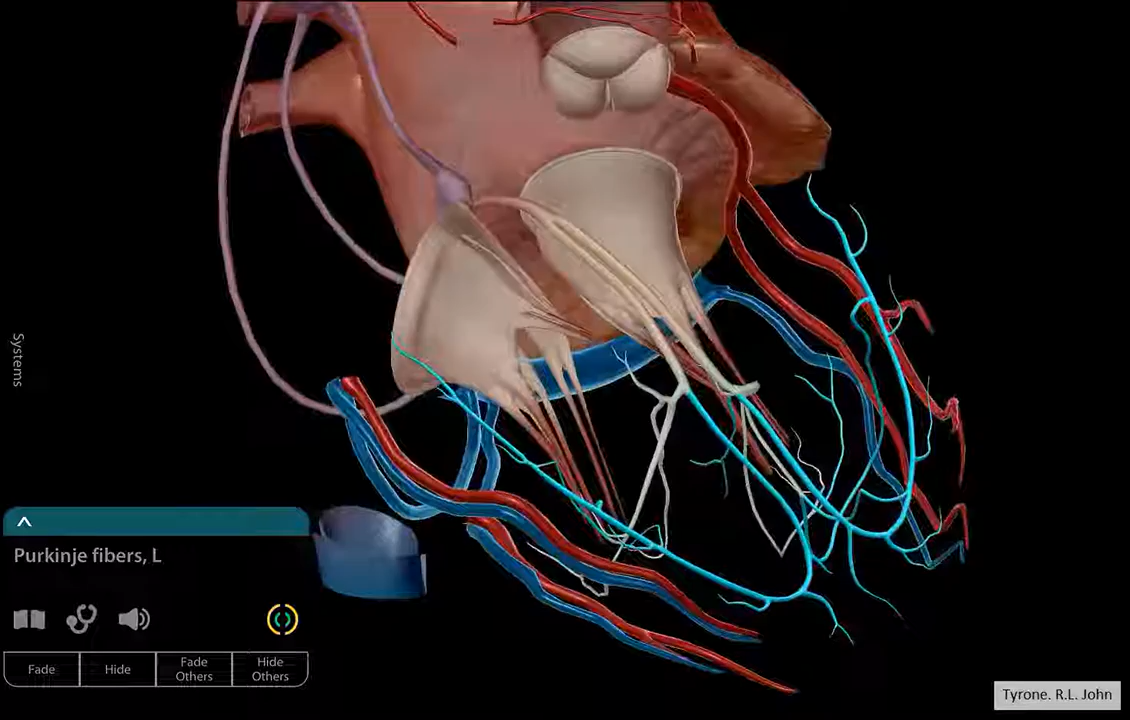 Systems
^
Purkinje fibers, L
Fade
Hide
Fade
Others
Hide
Others
Tyrone. R.L. John